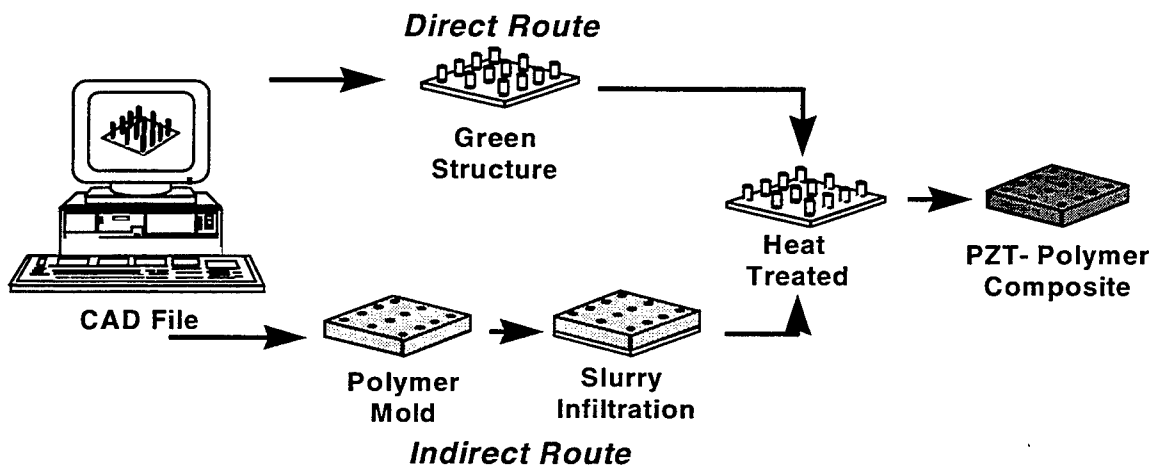 Direct Route
Green
Structure
CAD File
Heat
Treated
PZT- Polymer
Composite
Polymer
Mold
Slurry
Infiltration
Indirect Route